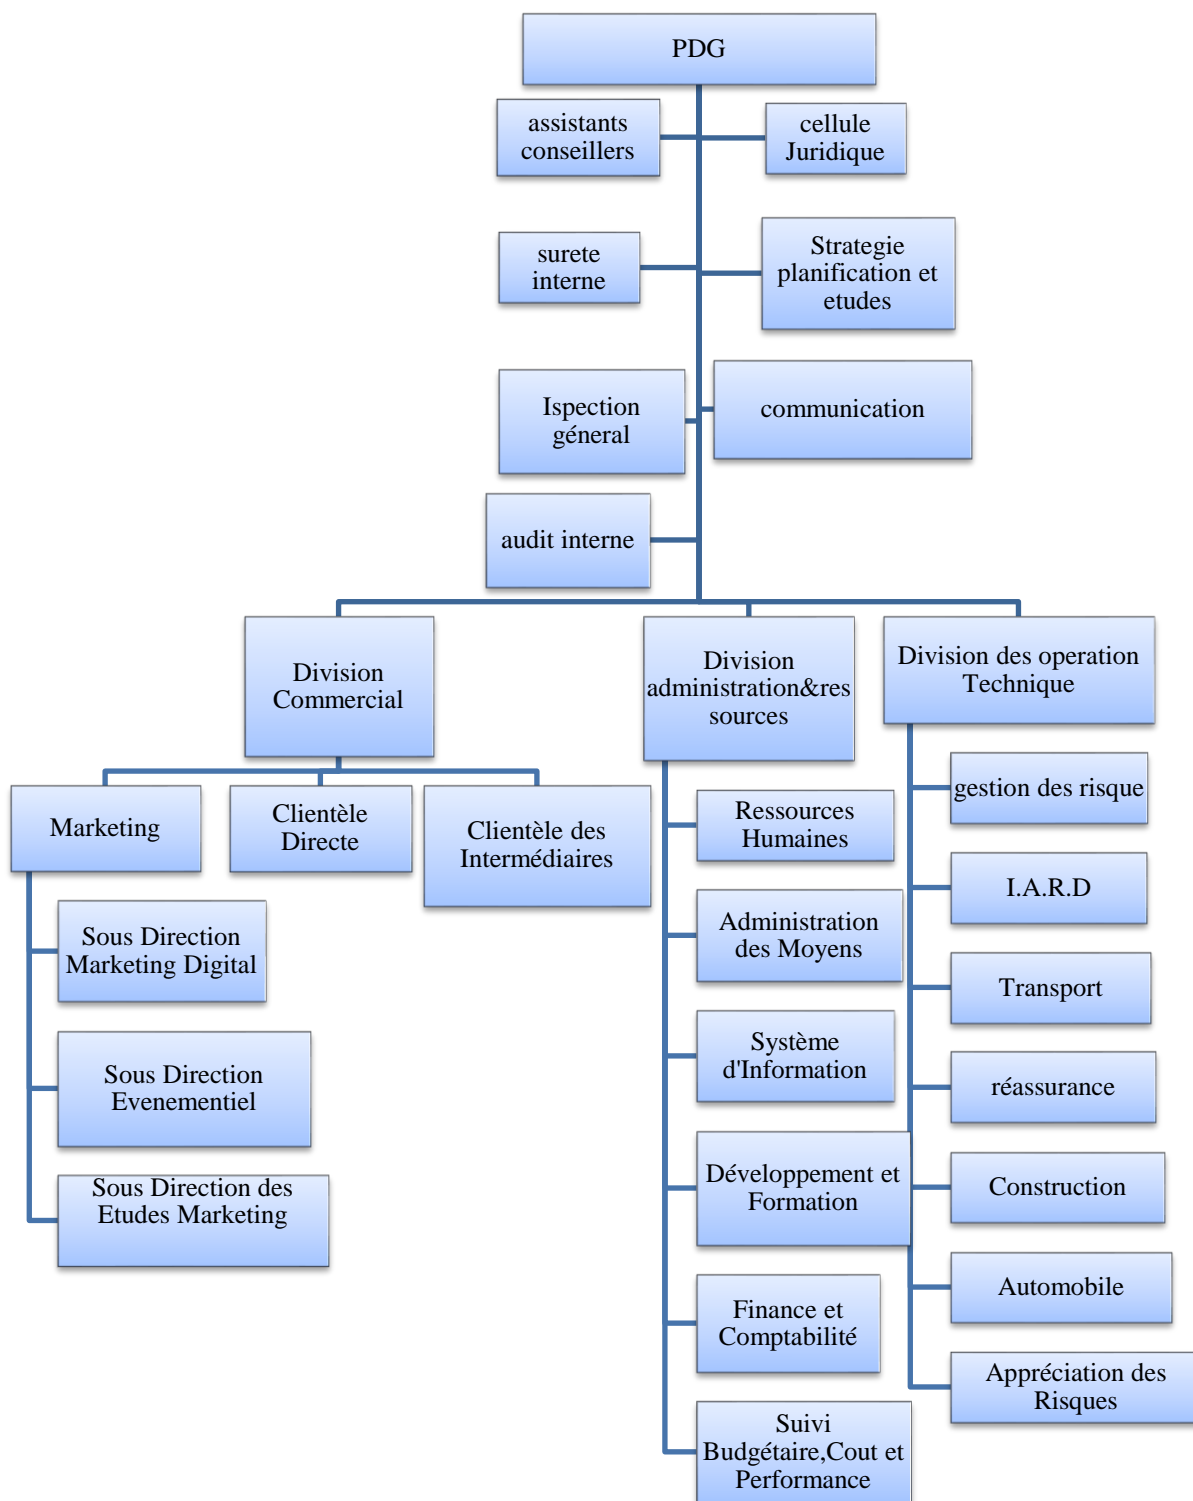 PDG
assistants
conseillers
cellule
Juridique
surete
interne
Strategie
planification et
etudes
Ispection
géneral
communication
audit interne
Division
Commercial
Division
administration&res
sources
Division des operation
Technique
Marketing
Clientèle
Directe
Clientèle des
Intermédiaires
Sous Direction
Marketing Digital
Sous Direction
Evenementiel
Sous Direction des
Etudes Marketing
Ressources
Humaines
Administration
des Moyens
Système
d'Information
Développement et
Formation
Finance et
Comptabilité
Suivi
Budgétaire,Cout et
Performance
gestion des risque
I.A.R.D
Transport
réassurance
Construction
Automobile
Appréciation des
Risques